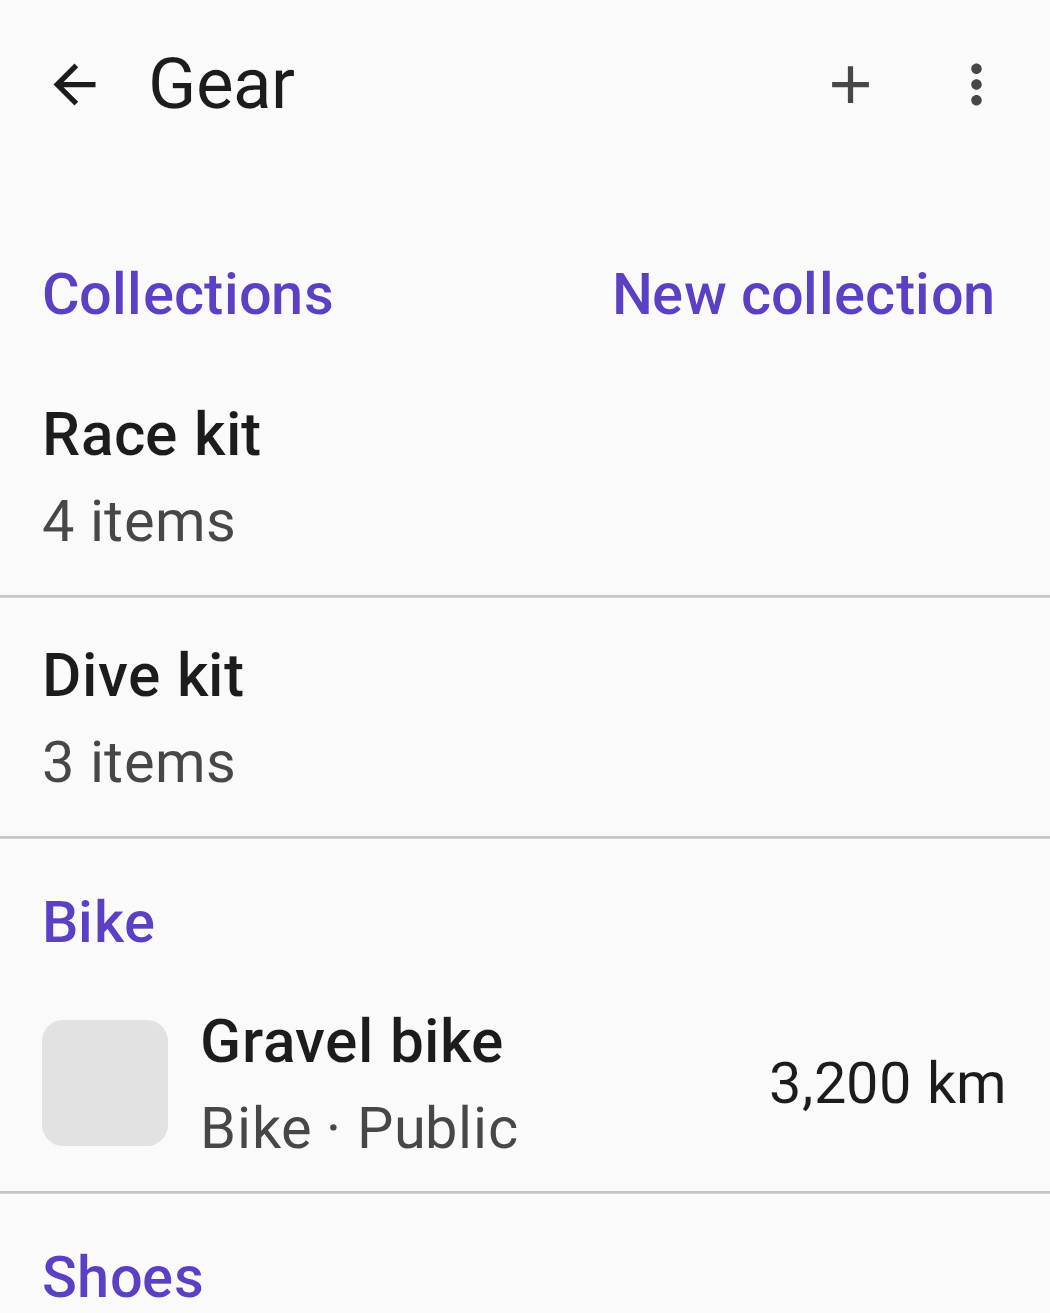 Gear
Collections New collection
Race kit
4 items
Dive kit
3 items
Bike
Gravel bike
3,200 km
Bike · Public
Shoes